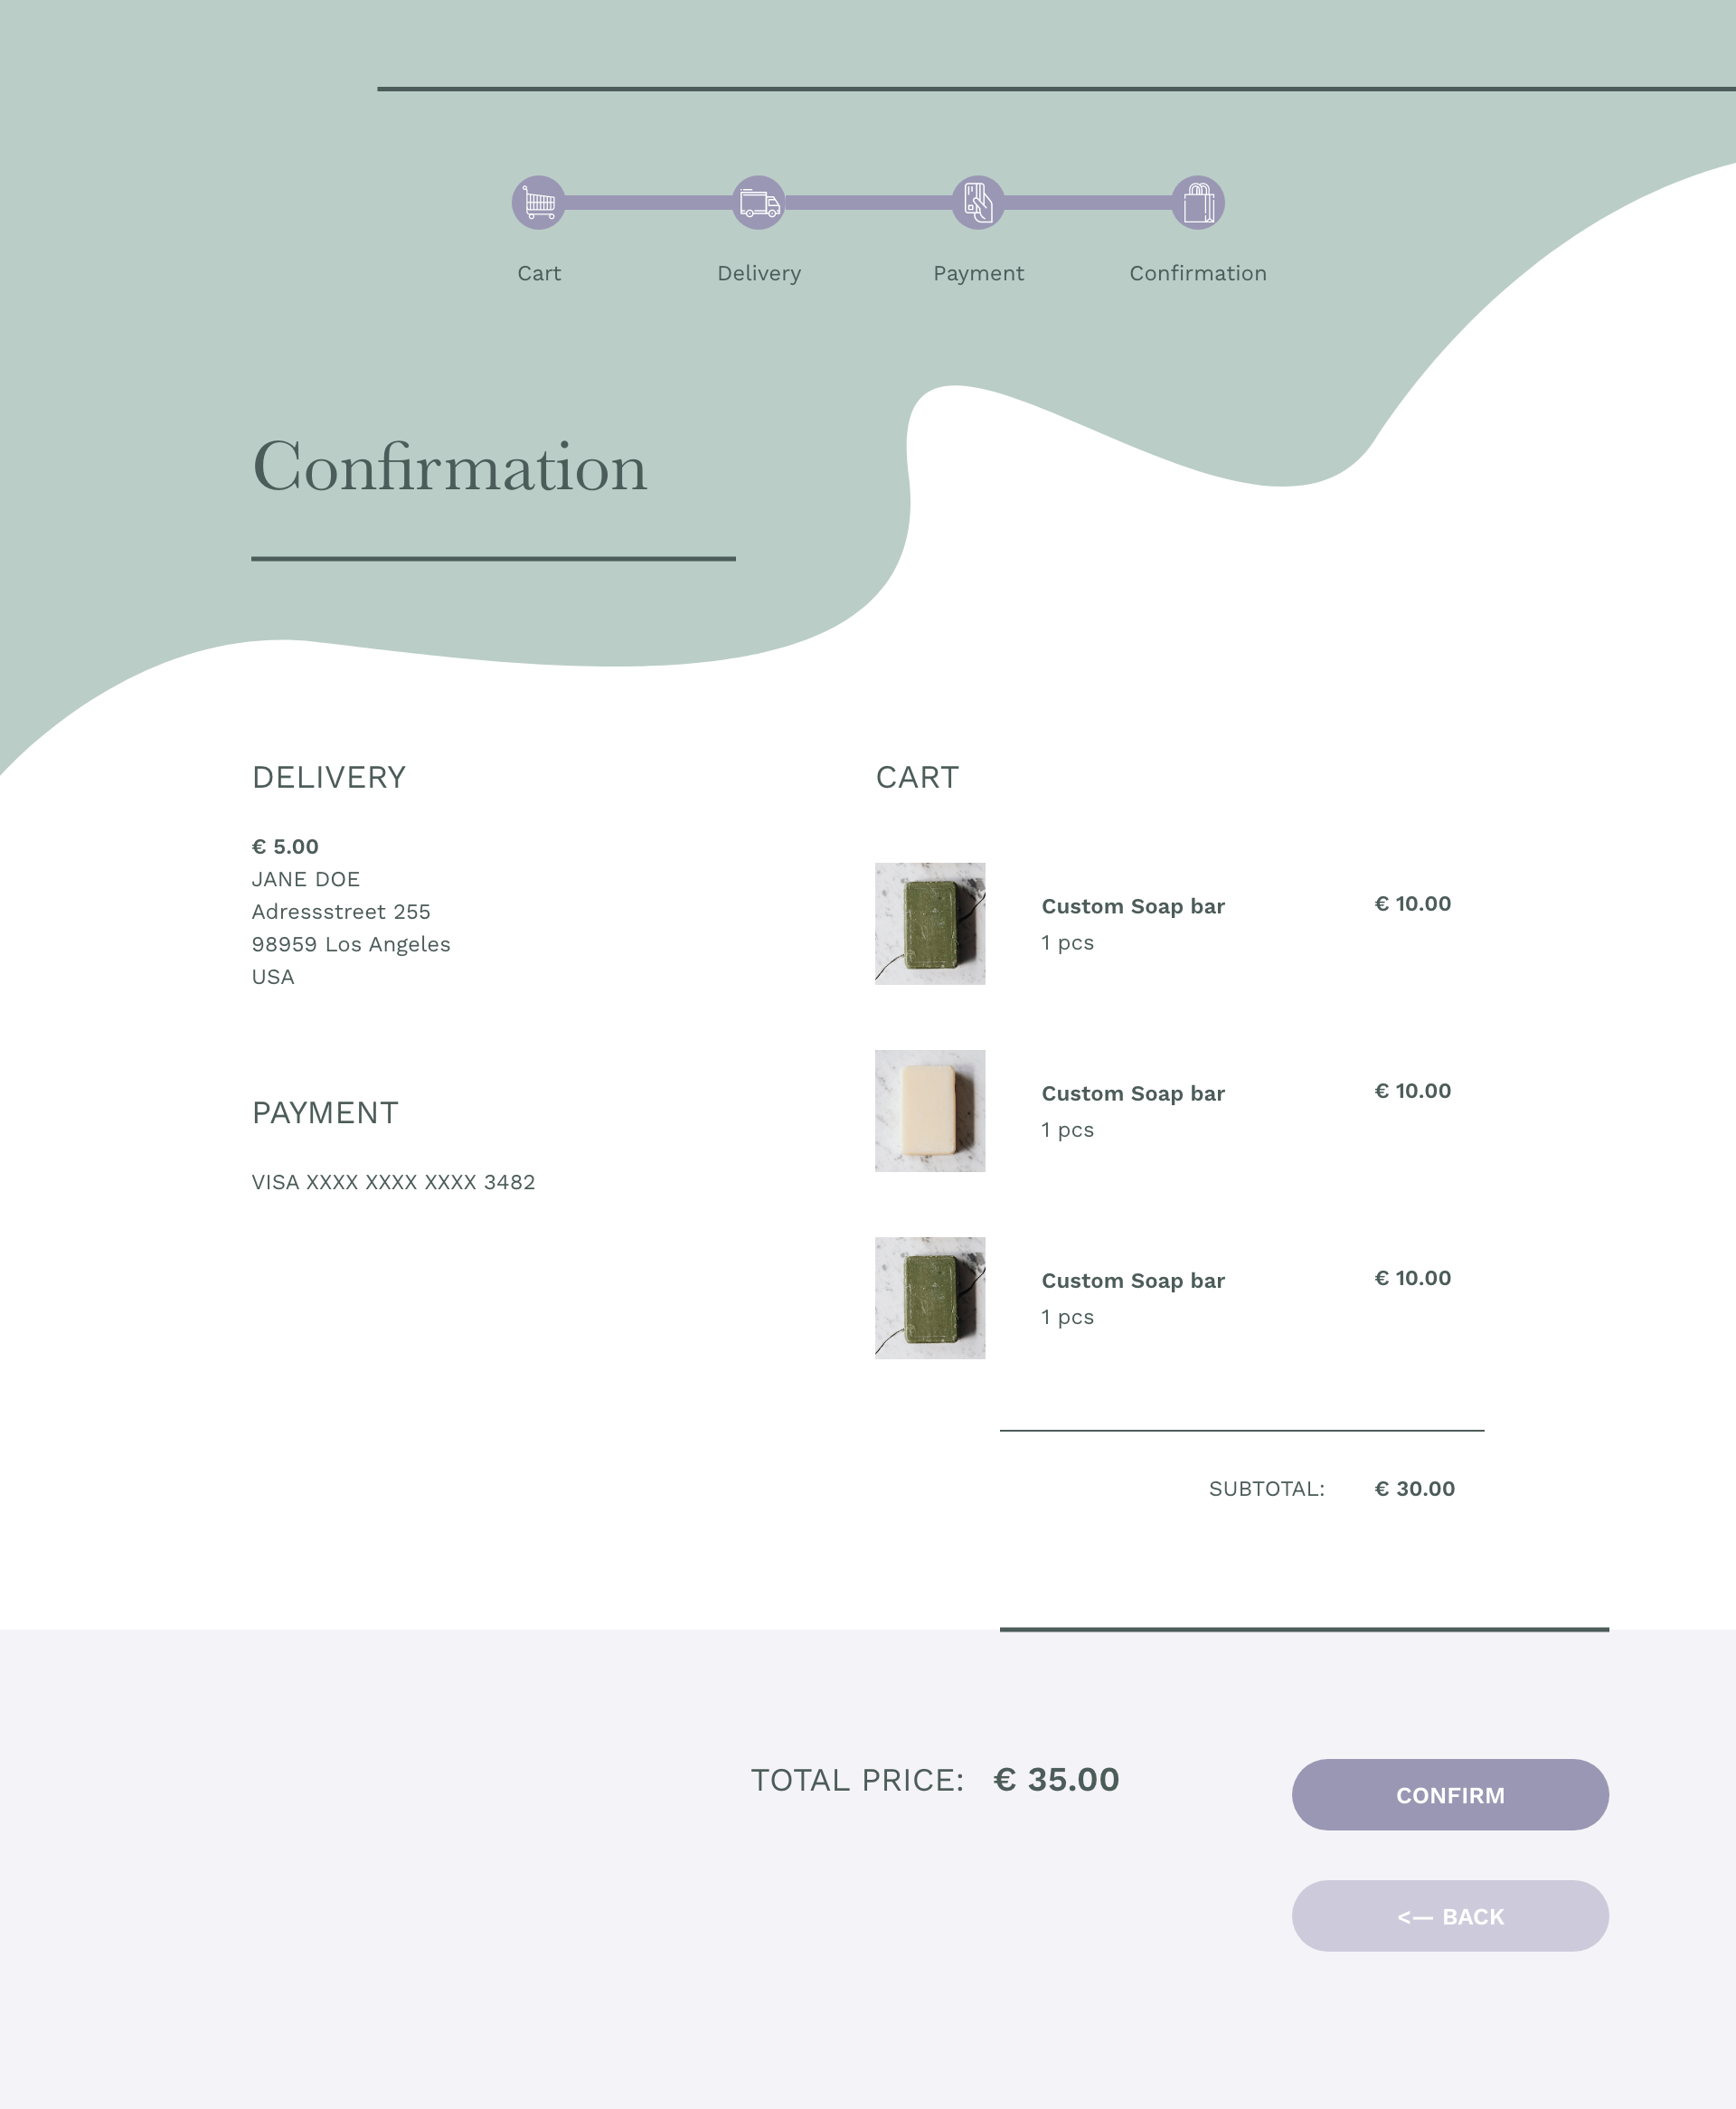 Cart
Delivery
Payment
Confirmation
Confirmation
DELIVERY
€ 5.00
JANE DOE
Adressstreet 255
98959 Los Angeles
USA
PAYMENT
VISA XXXX XXXX XXXX 3482
CART
Custom Soap bar
€ 10.00
1 pcs
Custom Soap bar
€ 10.00
1 pcs
Custom Soap bar
€ 10.00
1 pcs
SUBTOTAL: € 30.00
TOTAL PRICE: € 35.00
CONFIRM
<— BACK